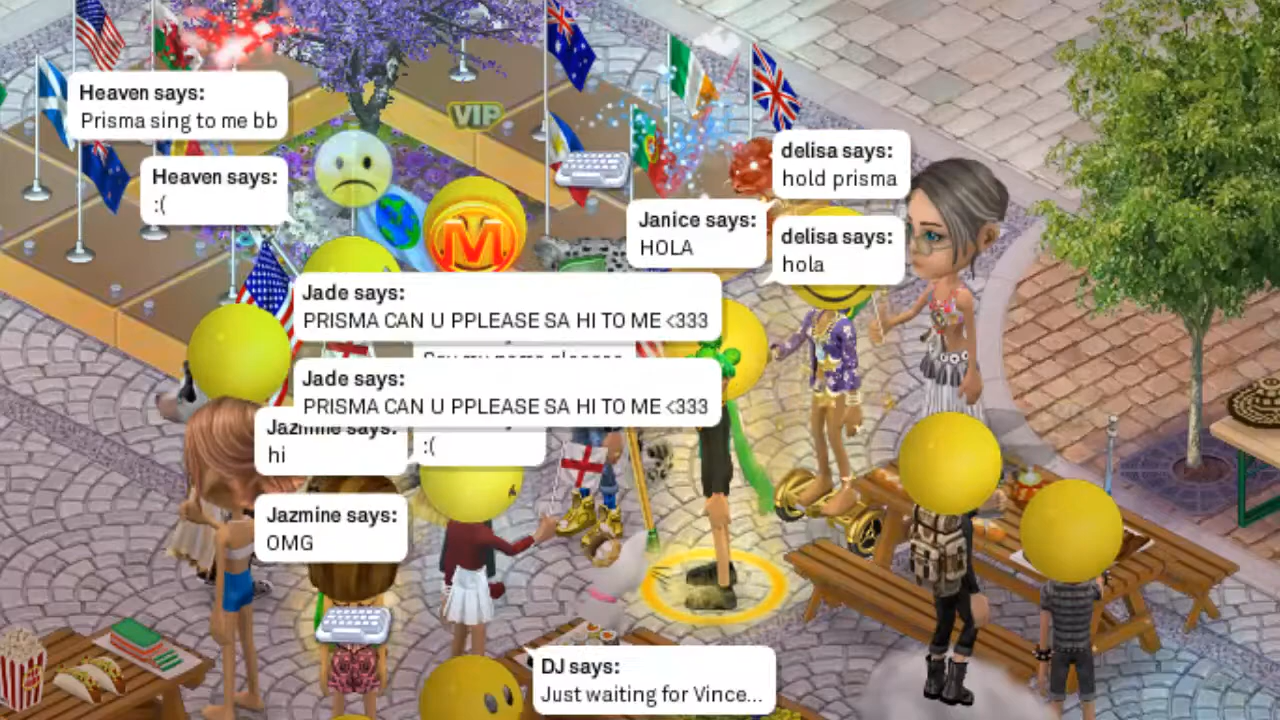 Heaven says:
Prisma sing to me bb
VIP
Heaven says:
:(
delisa says:
hold prisma
Janice says:
HOLA
delisa says:
hola
M
Jade says:
PRISMA CAN U PPLEASE SA HI TO ME <333
Jade says:
PRISMA CAN U PPLEASE SA HI TO ME <333
Jazmine says:
hi
:(
Jazmine says:
OMG
DJ says:
Just waiting for Vince...